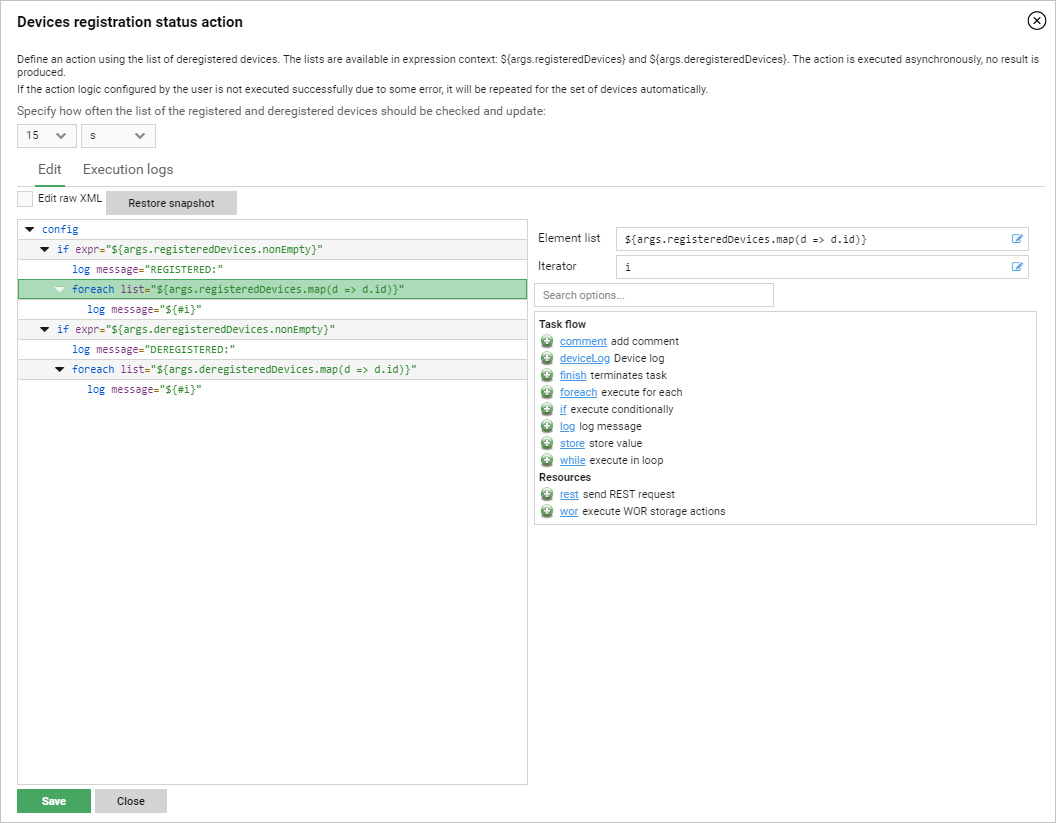 Devices registration status action
Define an action using the list of deregistered devices. The lists are available in expression context: ${args.registeredDevices} and ${args.deregisteredDevices}. The action is executed asynchronously, no result is
produced.
If the action logic configured by the user is not executed successfully due to some error, it will be repeated for the set of devices automatically.
Specify how often the list of the registered and deregistered devices should be checked and update:
15 s
Edit Execution logs
Edit raw XML Restore snapshot
config
if expr="${args.registeredDevices.nonEmpty}"
log message="REGISTERED:"
foreach list="${args.registeredDevices.map(d => d.id)}"
log message="${#i}"
if expr="${args.deregisteredDevices.nonEmpty}"
log message="DEREGISTERED:"
foreach list="${args.deregisteredDevices.map(d => d.id)}"
log message="${#i}"
Element list ${args.registeredDevices.map(d => d.id)}
Iterator i
Search options...
Task flow
comment add comment
deviceLog Device log
finish terminates task
foreach execute for each
if execute conditionally
log log message
store store value
while execute in loop
Resources
rest send REST request
wor execute WOR storage actions
Save Close